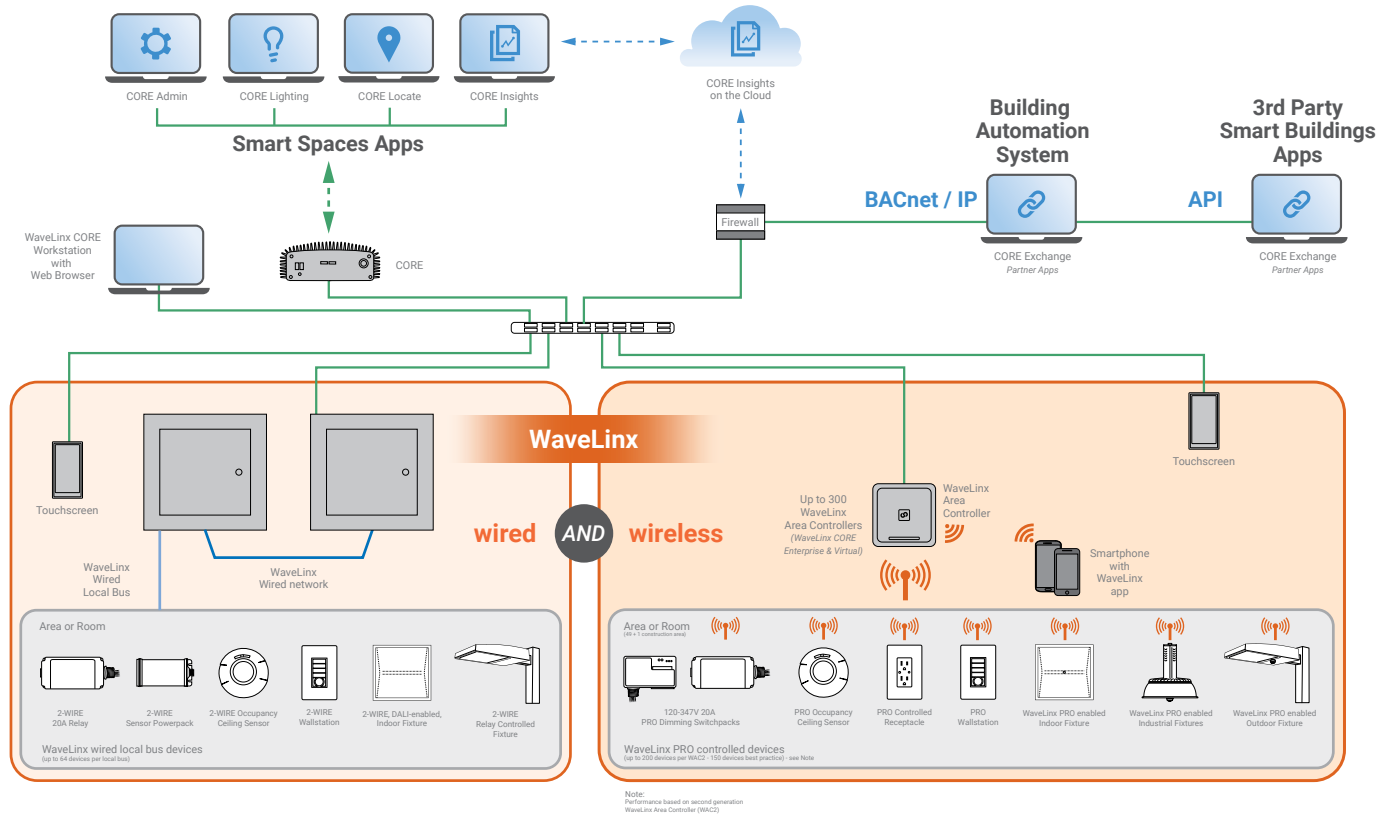 CORE Admin
CORE Lighting
CORE Locate
CORE Insights
CORE Insights
on the Cloud
Smart Spaces Apps
Building
Automation
System
3rd Party
Smart Buildings
Apps
BACnet / IP
API
Firewall
CORE Exchange
Partner Apps
CORE Exchange
Partner Apps
WaveLinx CORE
Workstation
with
Web Browser
CORE
WaveLinx
wired
AND
wireless
Touchscreen
WaveLinx
Wired
Local Bus
WaveLinx
Wired network
Up to 300
WaveLinx
Area Controllers
(WaveLinx CORE
Enterprise & Virtual)
WaveLinx
Area
Controller
Touchscreen
Smartphone
with
WaveLinx
app
Area or Room
2-WIRE
20A Relay
2-WIRE
Sensor Powerpack
2-WIRE Occupancy
Ceiling Sensor
2-WIRE
Wallstation
2-WIRE, DALI-enabled,
Indoor Fixture
2-WIRE
Relay Controlled
Fixture
WaveLinx wired local bus devices
(up to 64 devices per local bus)
Area or Room
(49 + 1 construction area)
120-347V 20A
PRO Dimming Switchpacks
PRO Occupancy
Ceiling Sensor
PRO Controlled
Receptacle
PRO
Wallstation
WaveLinx PRO enabled
Indoor Fixture
WaveLinx PRO enabled
Industrial Fixtures
WaveLinx PRO enabled
Outdoor Fixture
WaveLinx PRO controlled devices
(up to 200 devices per WAC2 - 150 devices best practice) - see Note
Note:
Performance based on second generation
WaveLinx Area Controller (WAC2)